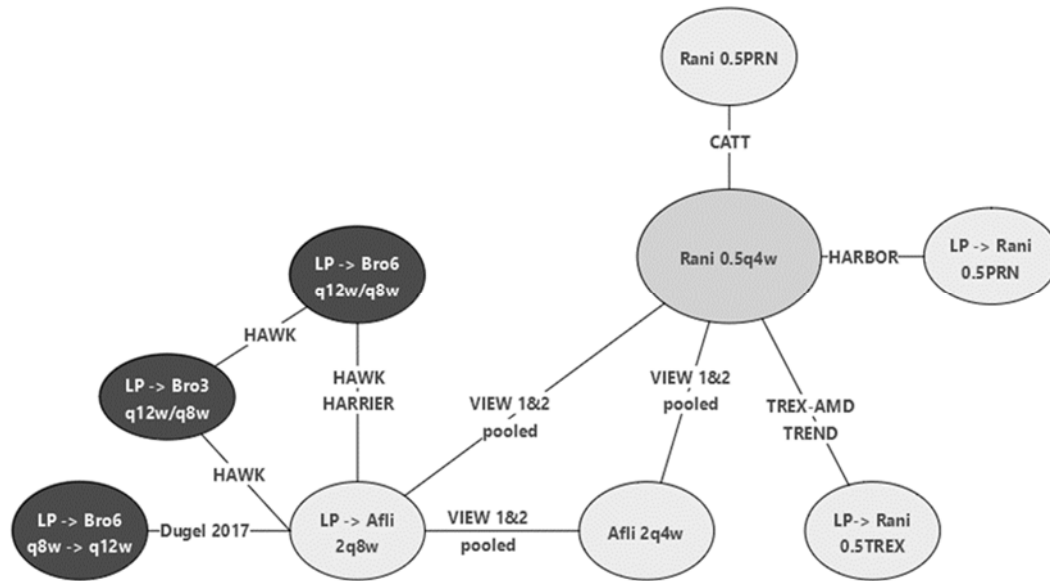 Rani 0.5PRN
CATT
Rani 0.5q4w
HARBOR
LP -> Rani
0.5PRN
LP -> Bro6
q12w/q8w
HAWK
LP -> Bro3
q12w/q8w
HAWK
HARRIER
VIEW 1&2
pooled
VIEW 1&2
pooled
TREX-AMD
TREND
HAWK
LP -> Bro6
q8w -> q12w
Dugel 2017
LP -> Afli
2q8w
VIEW 1&2
pooled
Afli 2q4w
LP-> Rani
0.5TREX